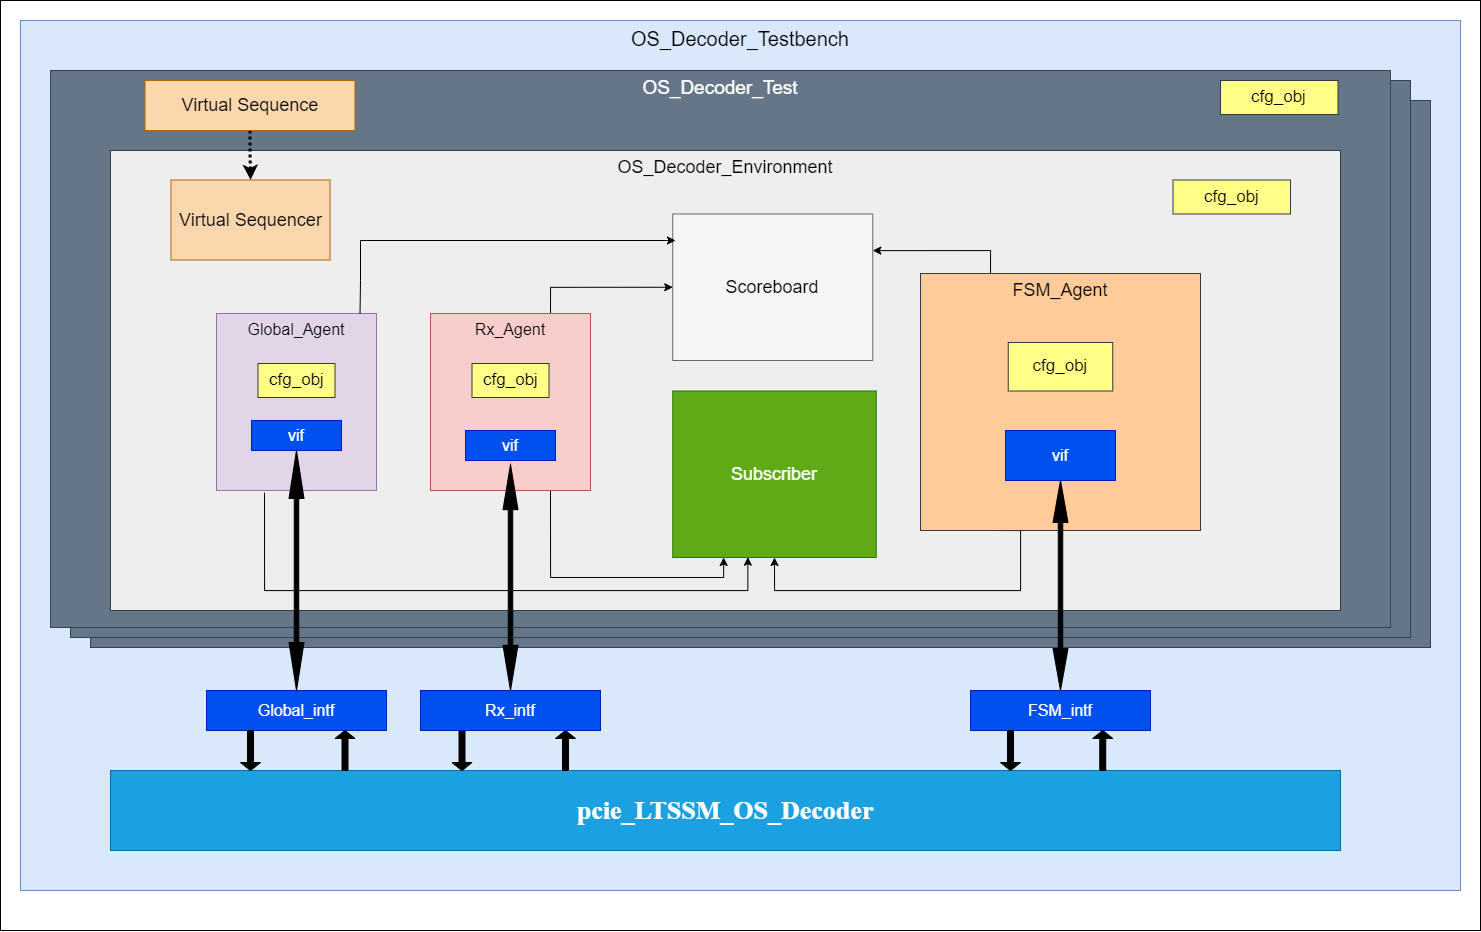 OS_Decoder_Testbench
OS_Decoder_Test
Virtual Sequence
cfg_obj
OS_Decoder_Environment
Virtual Sequencer
cfg_obj
Scoreboard
Global_Agent
cfg_obj
vif
Rx_Agent
cfg_obj
vif
FSM_Agent
cfg_obj
vif
Subscriber
Global_intf
Rx_intf
FSM_intf
pcie_LTSSM_OS_Decoder